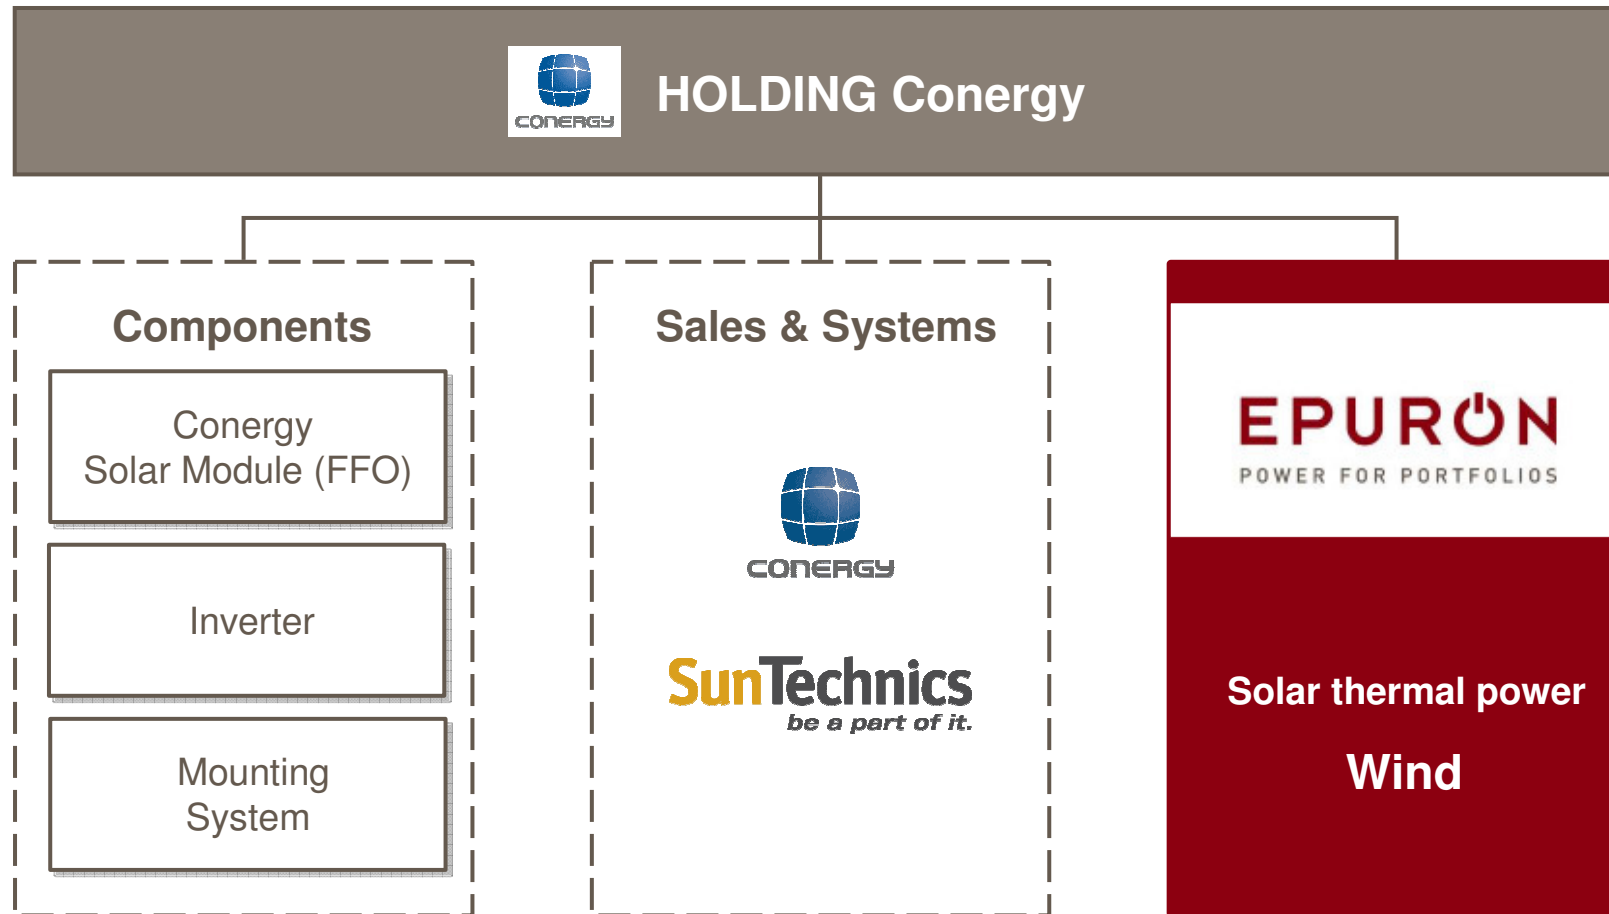 CONERGY
HOLDING Conergy
Components
Conergy
Solar Module (FFO)
Inverter
Mounting
System
Sales & Systems
CONERGY
SunTechnics
be a part of it.
EPURON
POWER FOR PORTFOLIOS
Solar thermal power
Wind